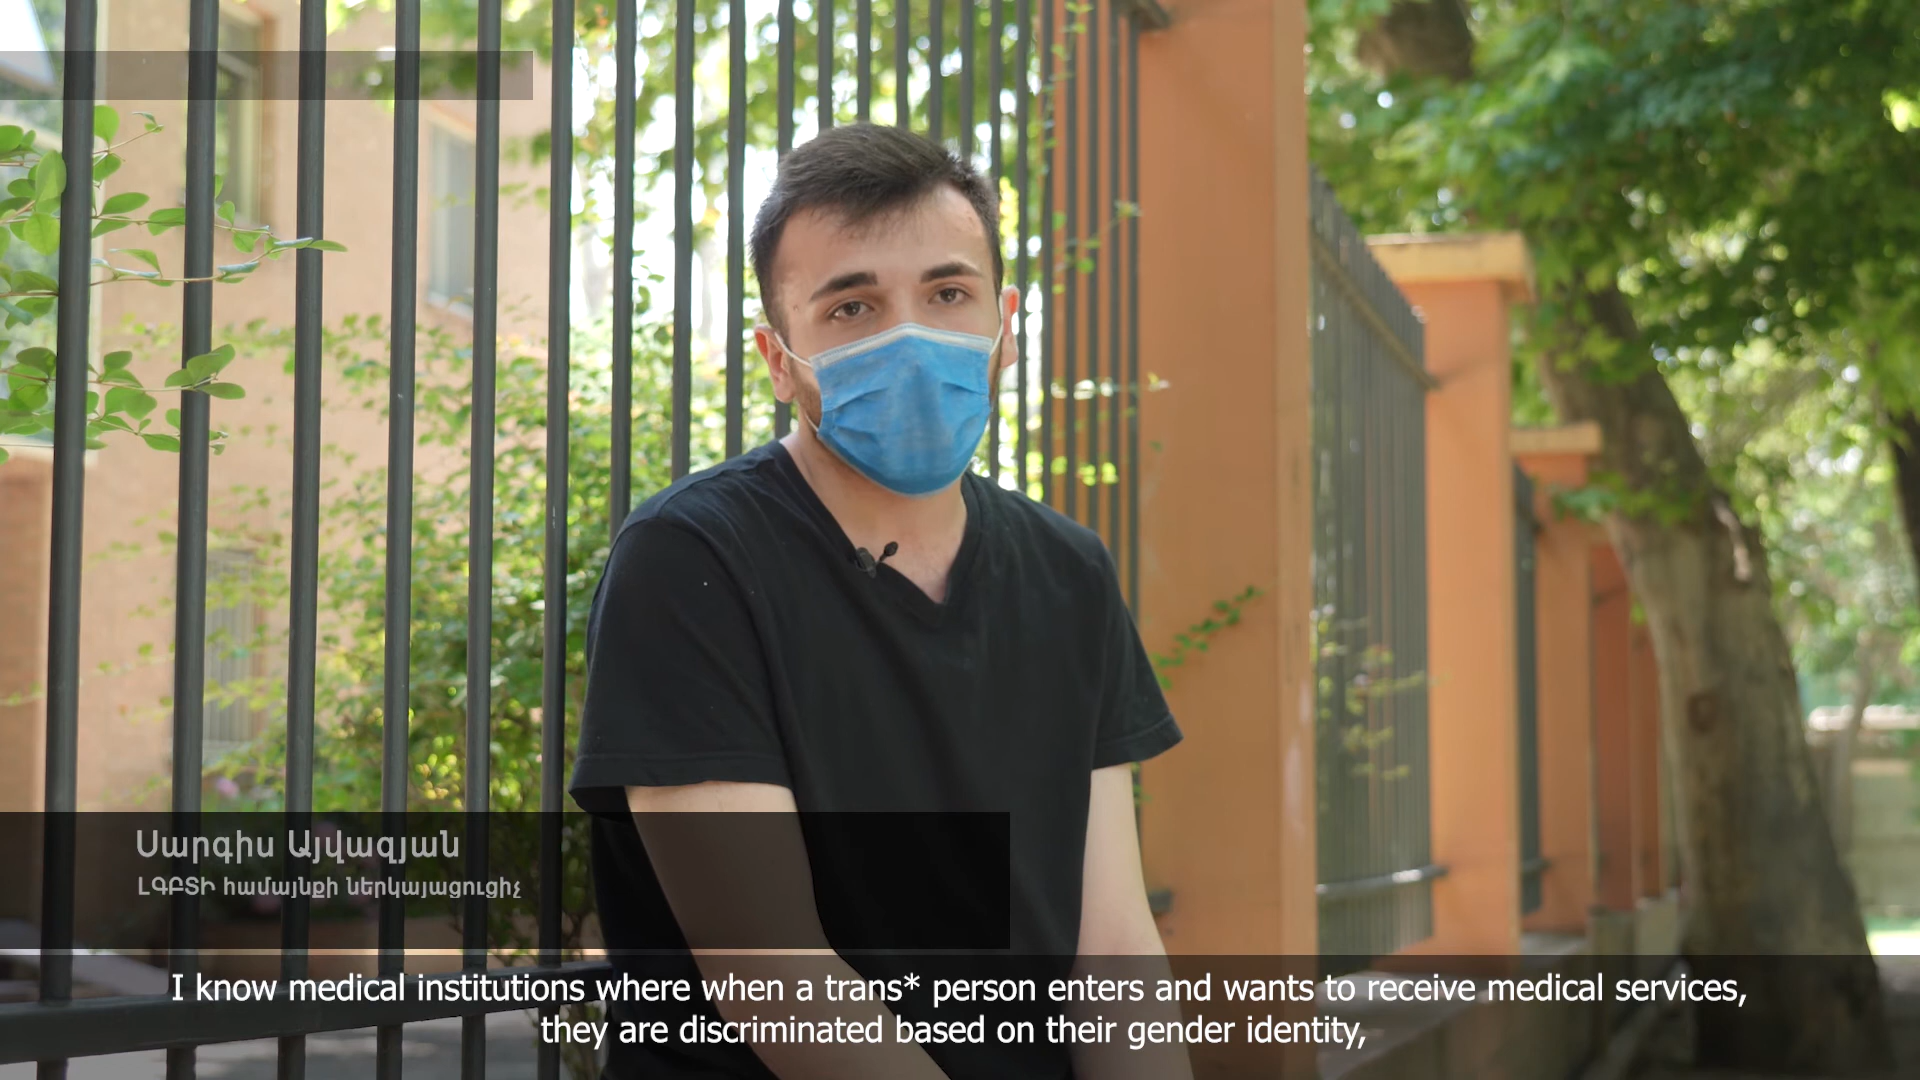 Սարգիս Այվազյան
ԼԳԲՏԻ համայնքի ներկայացուցիչ
I know medical institutions where when a trans* person enters and wants to receive medical services,
they are discriminated based on their gender identity,